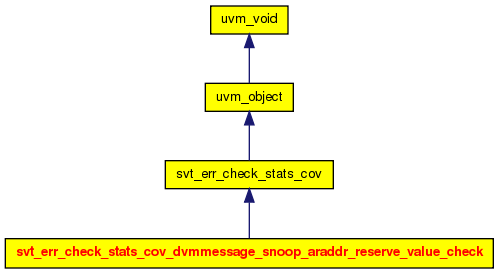 uvm_void
uvm_object
svt_err_check_stats_cov
svt_err_check_stats_cov_dvmmessage_snoop_araddr_reserve_value_check